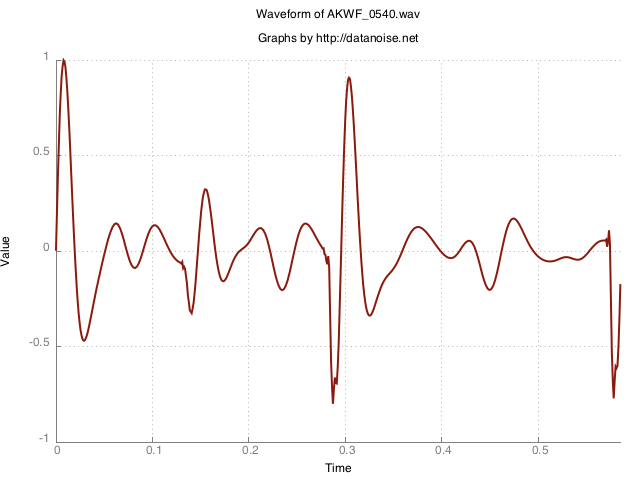 Waveform of AKWF_0540.wav
Graphs by http://datanoise.net
1
0.5
0
-0.5
-1
Value
0 0.1 0.2 0.3 0.4 0.5
Time